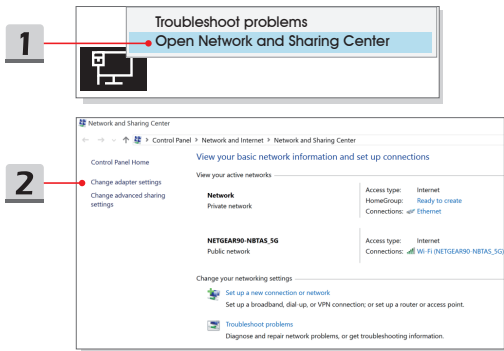 1
Troubleshoot problems
Open Network and Sharing Center
2
Network and Sharing Center
Control Panel > Network and Internet > Network and Sharing Center
Control Panel Home
Change adapter settings
Change advanced sharing
settings
View your basic network information and set up connections
View your active networks
Network
Private network
Access type: Internet
HomeGroup: Ready to create
Connections: Ethernet
NETGEAR90-NBTAS_5G
Public network
Access type: Internet
Connections: Wi-Fi (NETGEAR90-NBTAS_5G)
Change your networking settings
Set up a new connection or network
Set up a broadband, dial-up, or VPN connection; or set up a router or access point.
Troubleshoot problems
Diagnose and repair network problems, or get troubleshooting information.